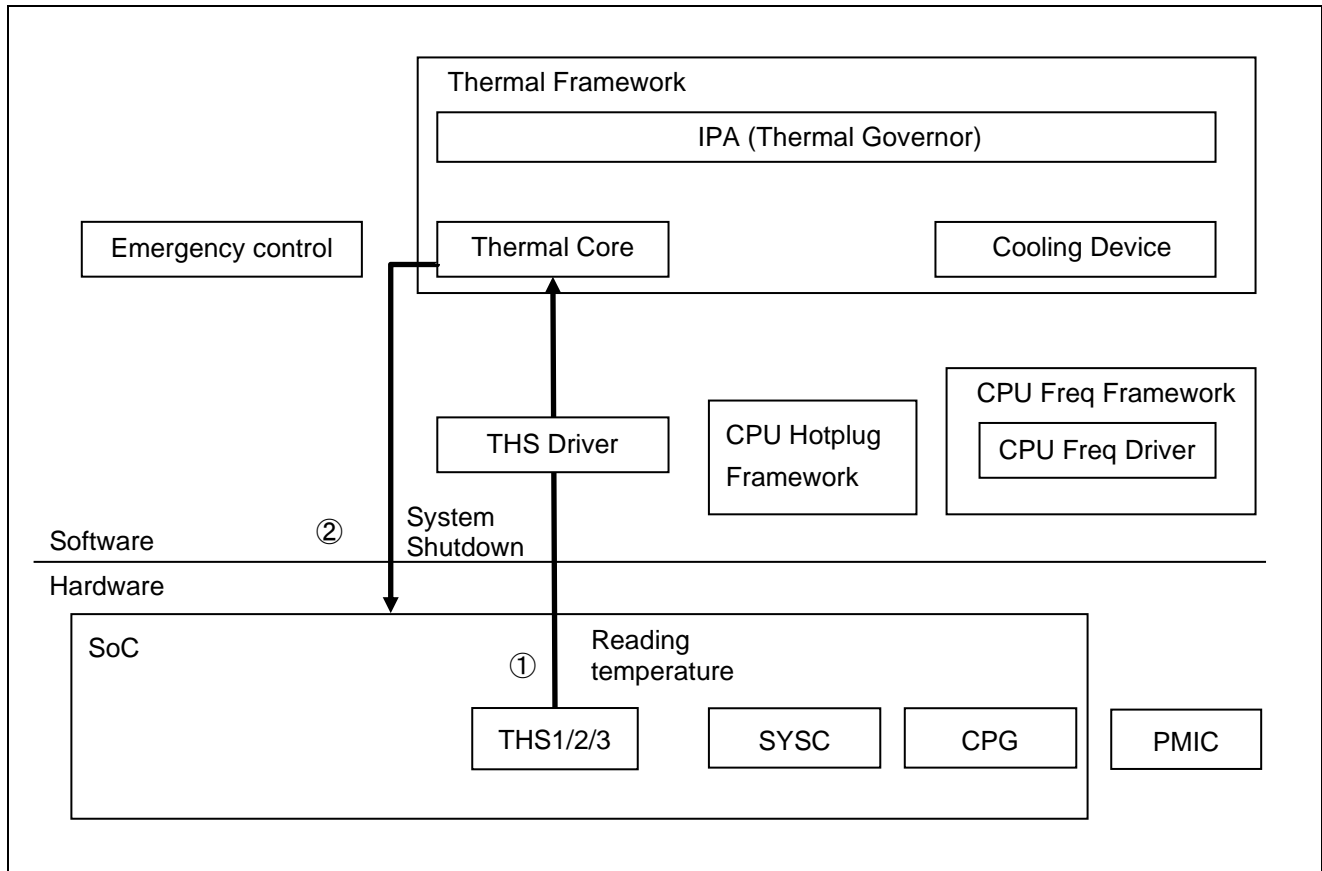 Thermal Framework
IPA (Thermal Governor)
Emergency control
Thermal Core
Cooling Device
CPU Freq Framework
CPU Freq Driver
CPU Hotplug
Framework
THS Driver
②
System
Shutdown
Software
Hardware
SoC
①
Reading
temperature
THS1/2/3
SYSC
CPG
PMIC